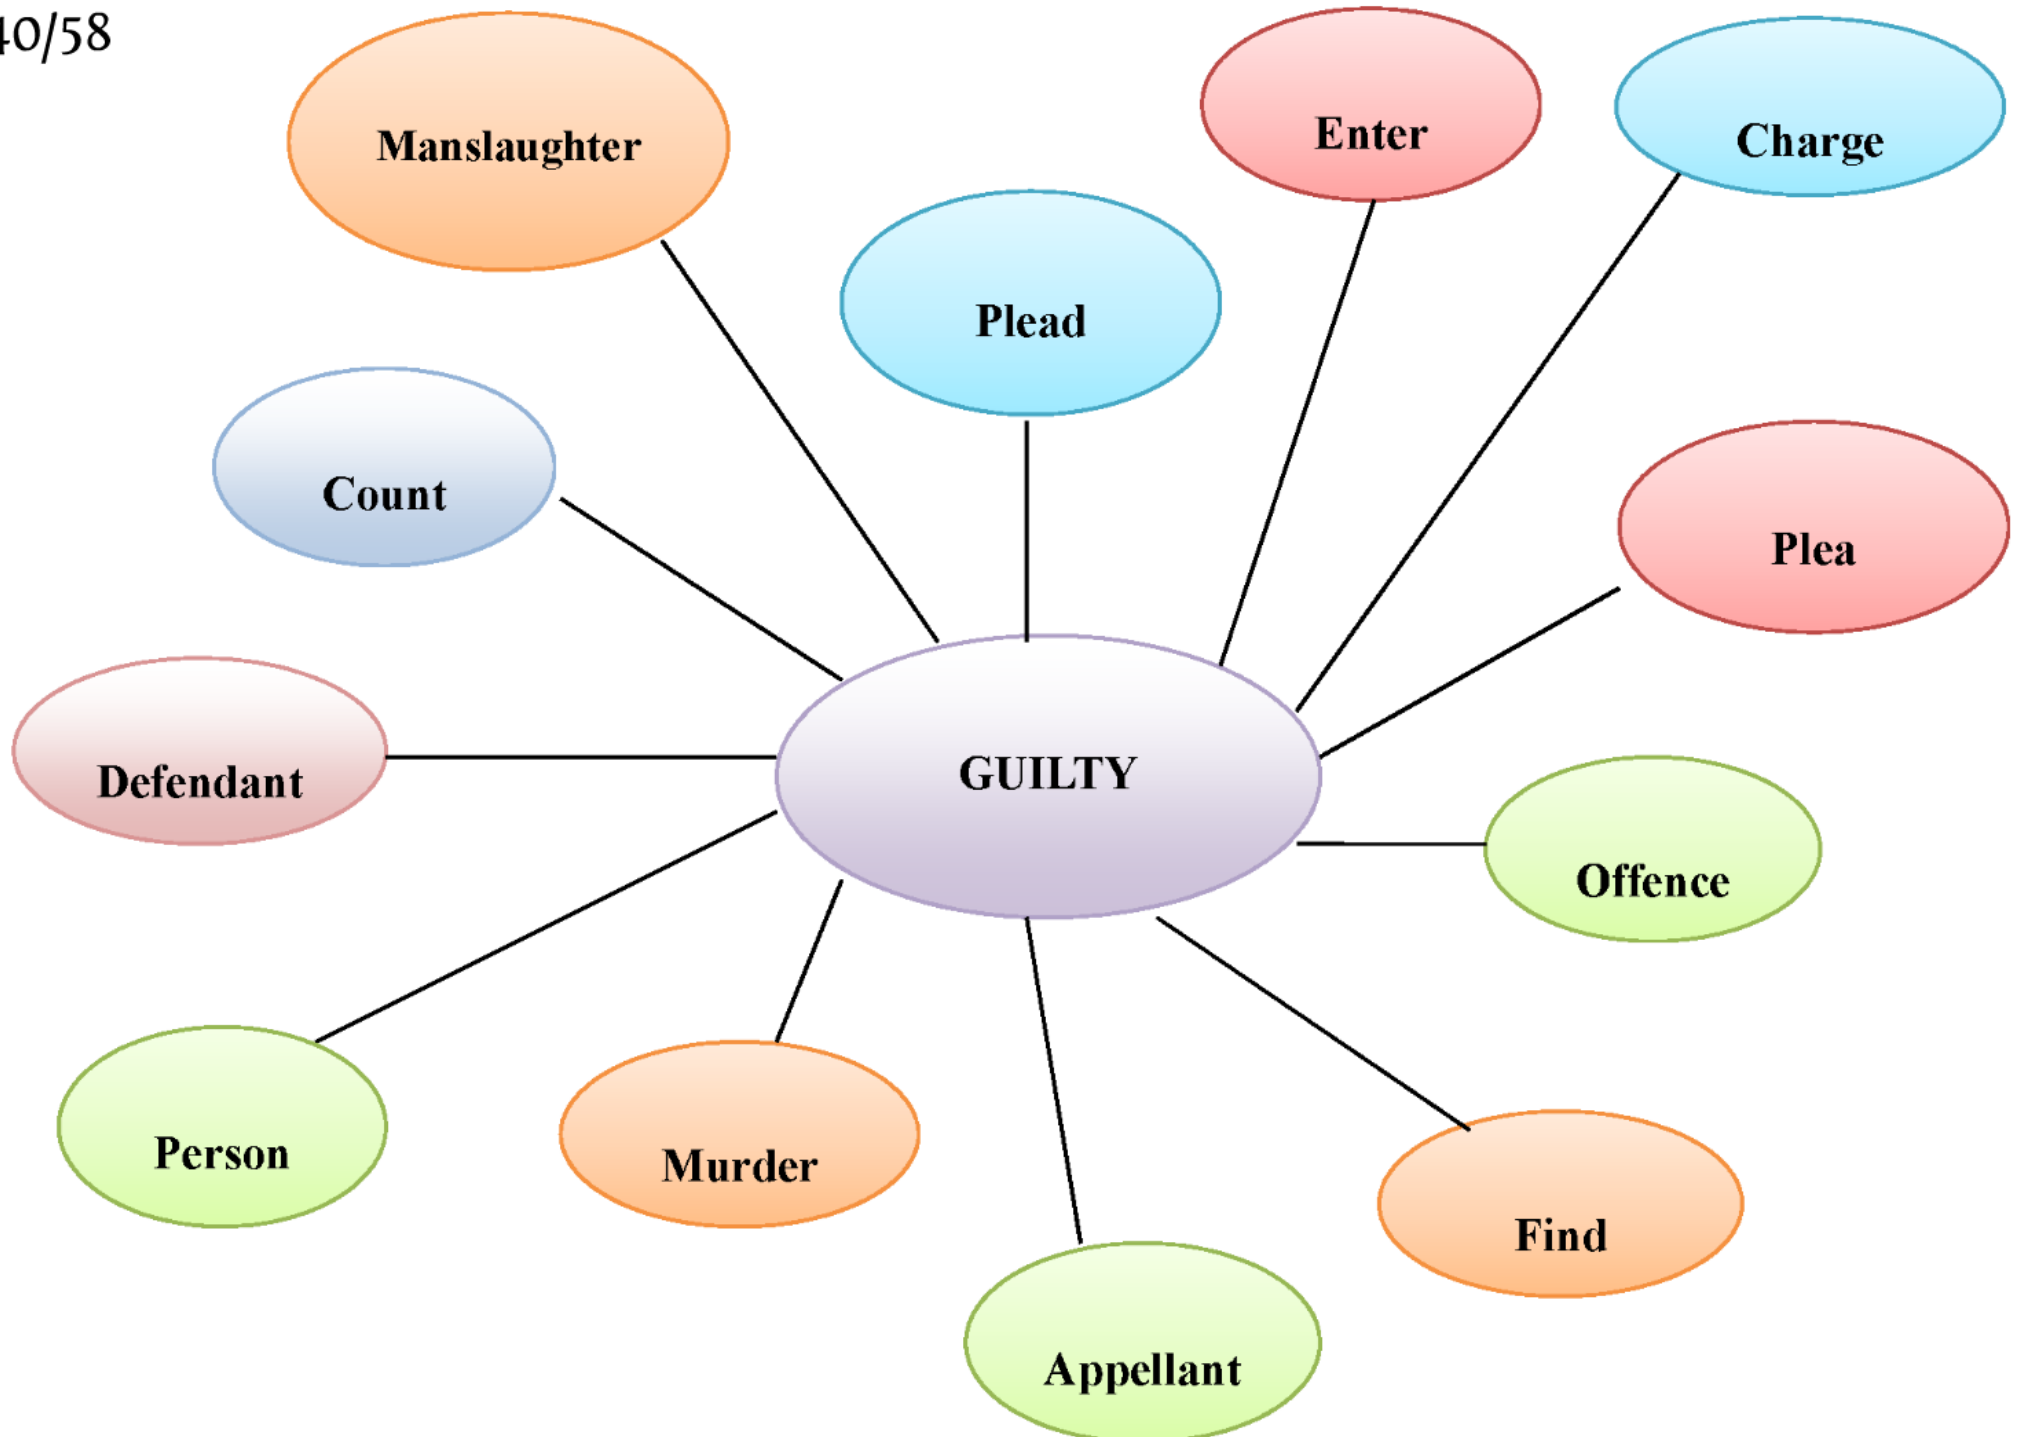 40/58
Manslaughter
Enter
Charge
Plead
Count
Plea
Defendant
GUILTY
Offence
Person
Murder
Find
Appellant